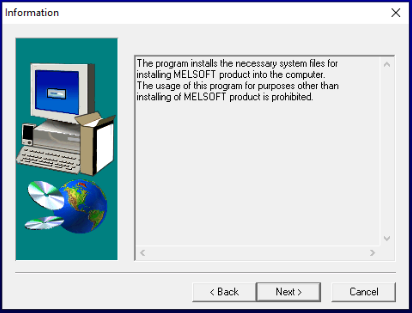 Information
The program installs the necessary system files for
installing MELSOFT product into the computer.
The usage of this program for purposes other than
installing of MELSOFT product is prohibited.
< Back
Next >
Cancel